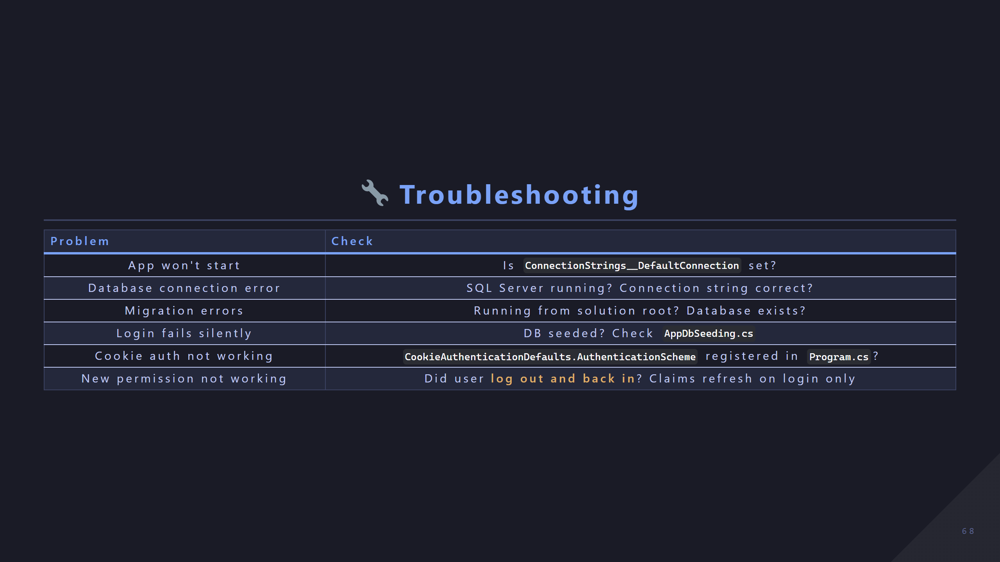 🔧 Troubleshooting
Problem Check
App won't start Is ConnectionStrings__DefaultConnection set?
Database connection error SQL Server running? Connection string correct?
Migration errors Running from solution root? Database exists?
Login fails silently DB seeded? Check AppDbSeeding.cs
Cookie auth not working CookieAuthenticationDefaults.AuthenticationScheme registered in Program.cs?
New permission not working Did user log out and back in? Claims refresh on login only
68